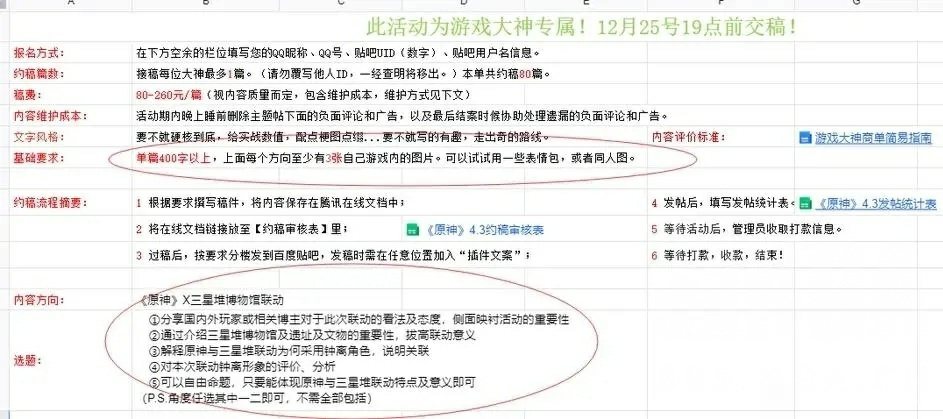 此活动为游戏大神专属！12月25号19点前交稿！
报名方式： 在下方空余的栏位填写您的QQ昵称、QQ号、贴吧UID（数字）、贴吧用户名信息。
约稿篇数： 接稿每位大神最多1篇。（请勿覆写他人ID，一经查明将移出。）本单共约稿80篇。
稿费： 80-260元/篇（视内容质量而定，包含维护成本，维护方式见下文）
内容维护成本： 活动期内晚上睡前删除主题帖下面的负面评论和广告，以及最后结案时候协助处理遗漏的负面评论和广告。
文字风格： 要不就硬核到底，给实战数值，配点梗图点缀...要不就写的有趣，走出奇的路线。 内容评价标准： 游戏大神商单简易指南
基础要求： 单篇400字以上，上面每个方向至少有3张自己游戏内的图片。可以试试用一些表情包，或者同人图。
约稿流程摘要： 1 根据要求撰写稿件，将内容保存在腾讯在线文档中； 4 发帖后，填写发帖统计表。 《原神》4.3发帖统计表
2 将在线文档链接放至【约稿审核表】里； 《原神》4.3约稿审核表 5 等待活动后，管理员收取打款信息。
3 过稿后，按要求分楼发到百度贴吧，发稿时需在任意位置加入“插件文案”； 6 等待打款，收款，结束！
内容方向： 《原神》X三星堆博物馆联动
①分享国内外玩家或相关博主对于此次联动的看法及态度，侧面映衬活动的重要性
②通过介绍三星堆博物馆及遗址及文物的重要性，拔高联动意义
选题： ③解释原神与三星堆联动为何采用钟离角色，说明关联
④对本次联动钟离形象的评价、分析
⑤可以自由命题，只要能体现原神与三星堆联动特点及意义即可
（P.S.角度任选其中一二即可，不需全部包括）